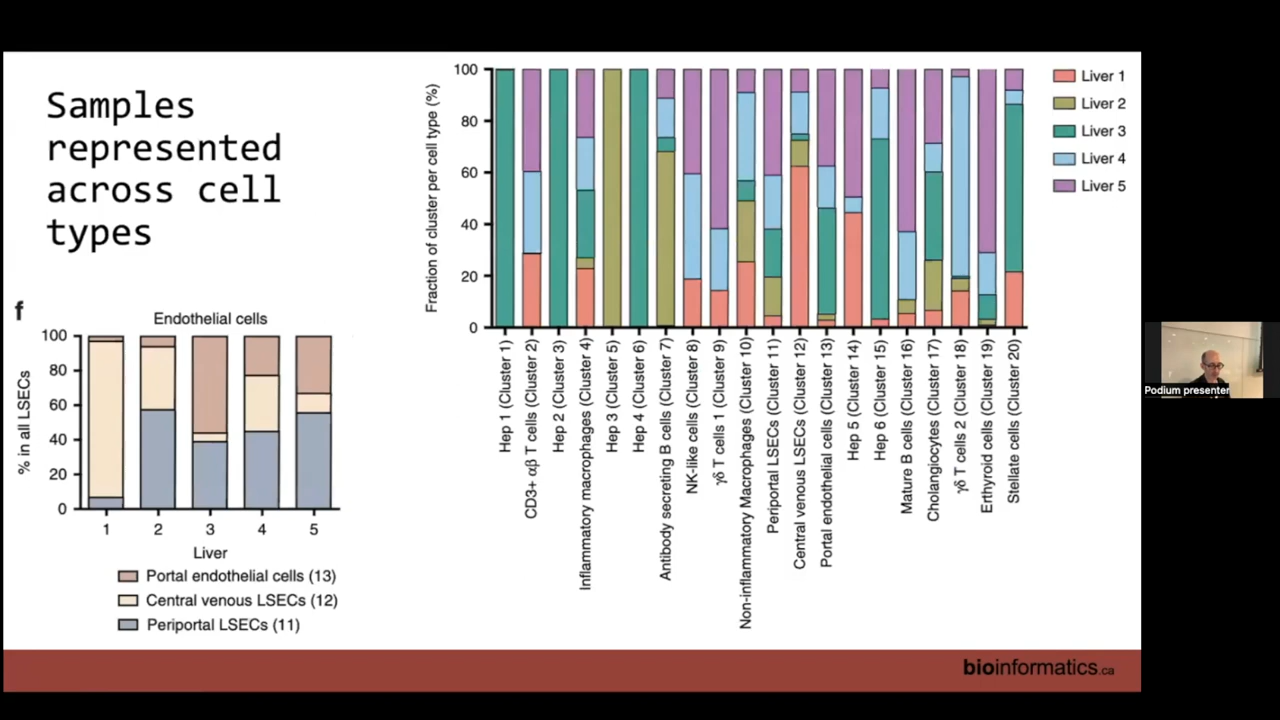 Samples
represented
across cell
types
f
Endothelial cells
% in all LSECs
100
80
60
40
20
0
1 2 3 4 5
Liver
Portal endothelial cells (13)
Central venous LSECs (12)
Periportal LSECs (11)
Fraction of cluster per cell type (%)
100
80
60
40
20
0
Hep 1 (Cluster 1)
CD3+ αβ T cells (Cluster 2)
Hep 2 (Cluster 3)
Inflammatory macrophages (Cluster 4)
Hep 3 (Cluster 5)
Hep 4 (Cluster 6)
Antibody secreting B cells (Cluster 7)
NK-like cells (Cluster 8)
γδ T cells 1 (Cluster 9)
Non-inflammatory Macrophages (Cluster 10)
Periportal LSECs (Cluster 11)
Central venous LSECs (Cluster 12)
Portal endothelial cells (Cluster 13)
Hep 5 (Cluster 14)
Hep 6 (Cluster 15)
Mature B cells (Cluster 16)
Cholangiocytes (Cluster 17)
γδ T cells 2 (Cluster 18)
Erthyroid cells (Cluster 19)
Stellate cells (Cluster 20)
Liver 1
Liver 2
Liver 3
Liver 4
Liver 5
Podium presenter
bioinformatics.ca